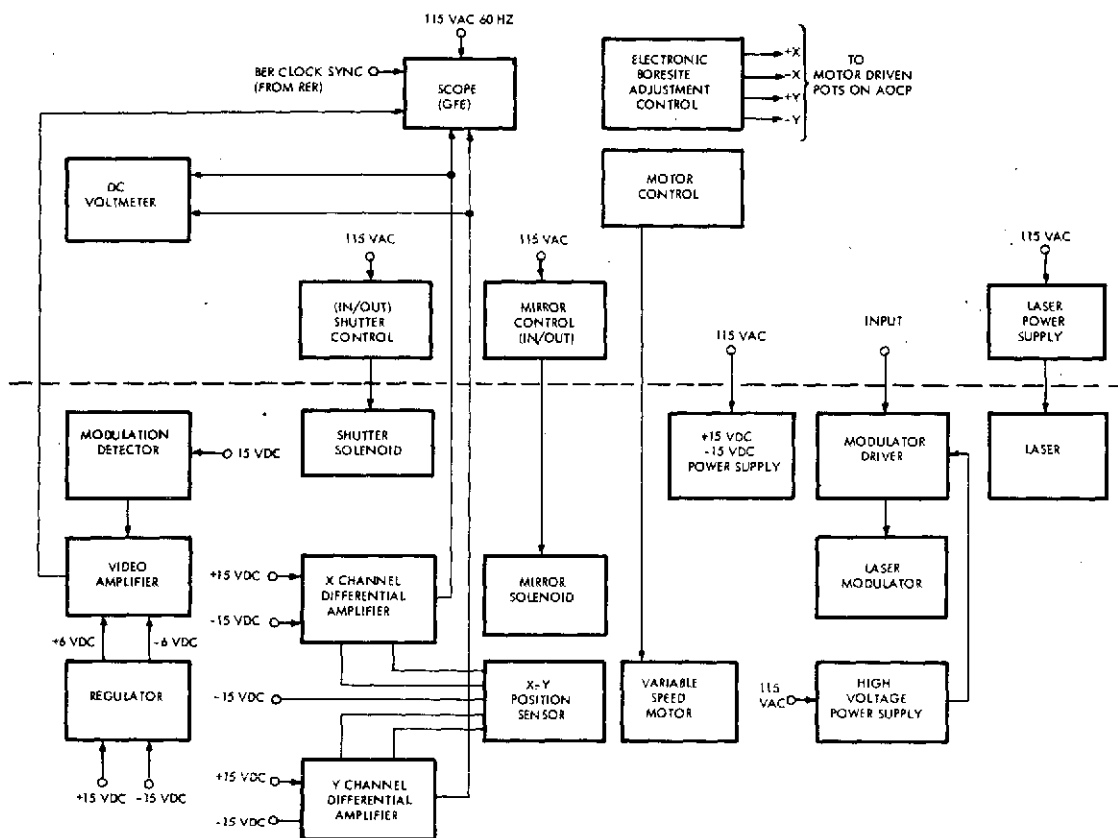 115 VAC 60 HZ
BER CLOCK SYNC
(FROM RER)
SCOPE
(GFE)
ELECTRONIC
BORESITE
ADJUSTMENT
CONTROL
+X
-X
+Y
-Y
TO
MOTOR DRIVEN
POTS ON AOCP
DC
VOLTMETER
MOTOR
CONTROL
115 VAC
(IN/OUT)
SHUTTER
CONTROL
115 VAC
MIRROR
CONTROL
(IN/OUT)
115 VAC
LASER
POWER
SUPPLY
115 VAC
INPUT
MODULATION
DETECTOR
15 VDC
SHUTTER
SOLENOID
+15 VDC
-15 VDC
POWER SUPPLY
MODULATOR
DRIVER
LASER
VIDEO
AMPLIFIER
+15 VDC
-15 VDC
X CHANNEL
DIFFERENTIAL
AMPLIFIER
MIRROR
SOLENOID
LASER
MODULATOR
+6 VDC
-6 VDC
REGULATOR
-15 VDC
X-Y
POSITION
SENSOR
VARIABLE
SPEED
MOTOR
115
VAC
HIGH
VOLTAGE
POWER SUPPLY
+15 VDC
-15 VDC
+15 VDC
-15 VDC
Y CHANNEL
DIFFERENTIAL
AMPLIFIER